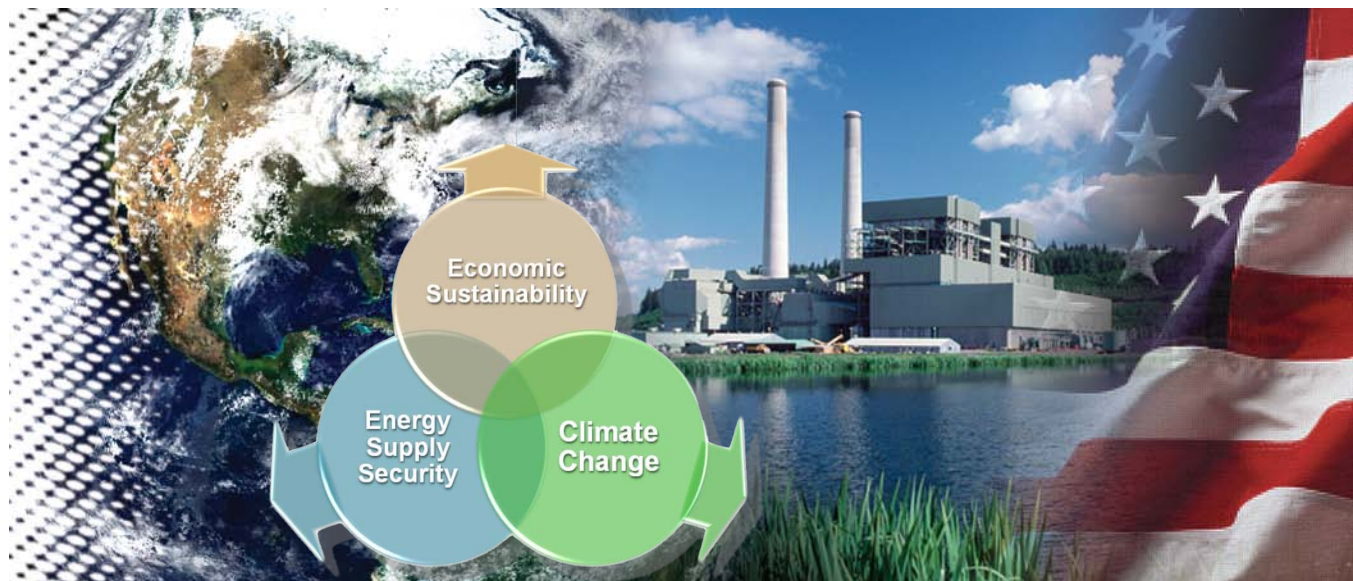 Economic
Sustainability
Energy
Supply
Security
Climate
Change